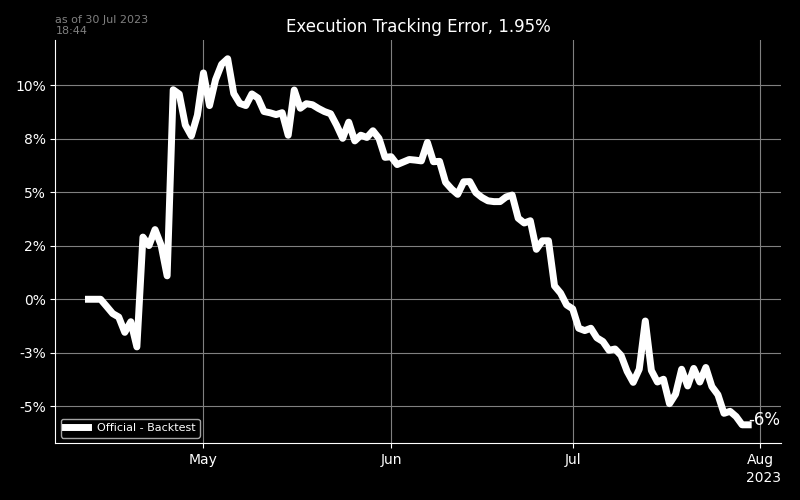 as of 30 Jul 2023
18:44
Execution Tracking Error, 1.95%
10%
8%
5%
2%
0%
-3%
-5%
-6%
Official - Backtest
May
Jun
Jul
Aug
2023